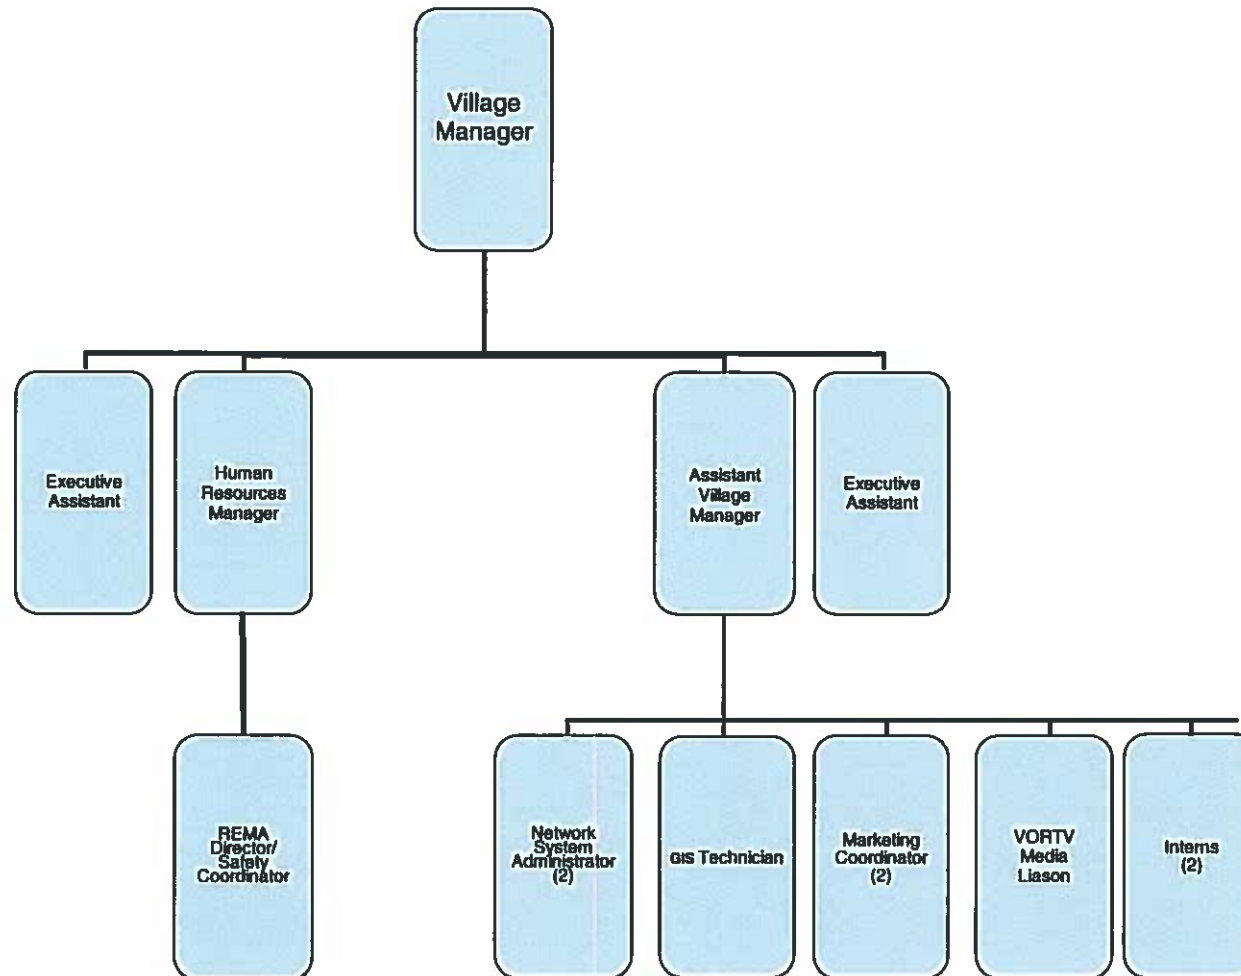 Village
Manager
Executive
Assistant
Human
Resources
Manager
Assistant
Village
Manager
Executive
Assistant
REMA
Director/
Safety
Coordinator
Network
System
Administrator
(2)
GIS Technician
Marketing
Coordinator
(2)
VORTV
Media
Liason
Interns
(2)